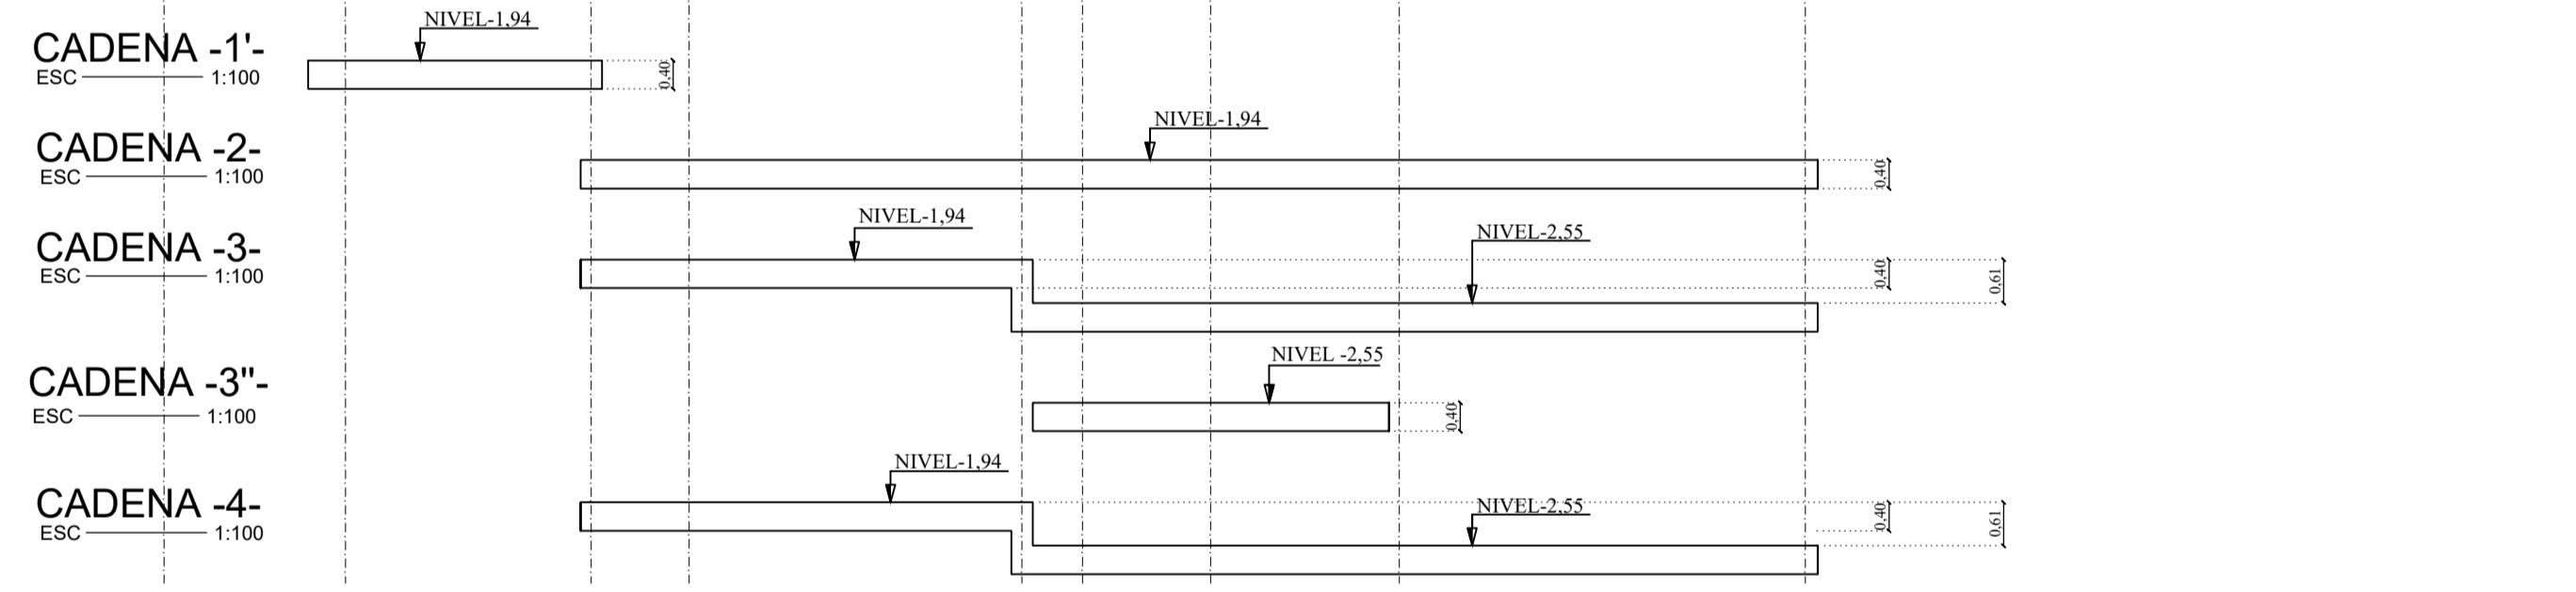 NIVEL-1,94
CADENA -1'-
ESC 1:100
0,40
NIVEL-1,94
CADENA -2-
ESC 1:100
0,40
NIVEL-1,94
NIVEL-2,55
CADENA -3-
ESC 1:100
0,40
0,61
NIVEL -2,55
CADENA -3"-
ESC 1:100
0,40
NIVEL-1,94
CADENA -4-
NIVEL-2,55
ESC 1:100
0,40
0,61